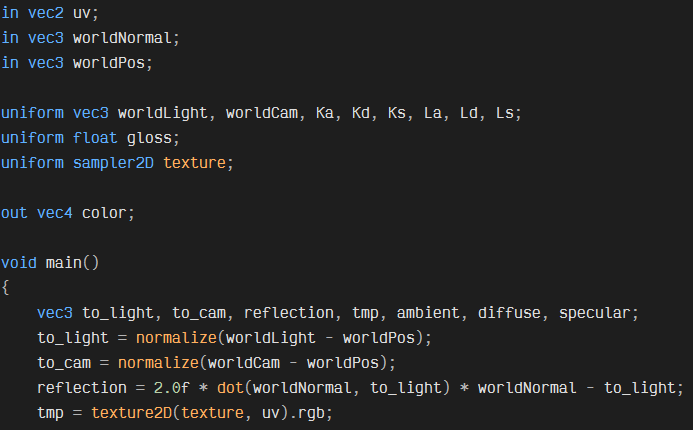 in vec2 uv;
in vec3 worldNormal;
in vec3 worldPos;
uniform vec3 worldLight, worldCam, Ka, Kd, Ks, La, Ld, Ls;
uniform float gloss;
uniform sampler2D texture;
out vec4 color;
void main()
{
    vec3 to_light, to_cam, reflection, tmp, ambient, diffuse, specular;
    to_light = normalize(worldLight - worldPos);
    to_cam = normalize(worldCam - worldPos);
    reflection = 2.0f * dot(worldNormal, to_light) * worldNormal - to_light;
    tmp = texture2D(texture, uv).rgb;